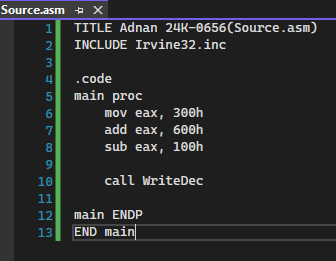 Source.asm
1 TITLE Adnan 24K-0656(Source.asm)
2 INCLUDE Irvine32.inc
3
4 .code
5 main proc
6 mov eax, 300h
7 add eax, 600h
8 sub eax, 100h
9
10 call WriteDec
11
12 main ENDP
13 END main